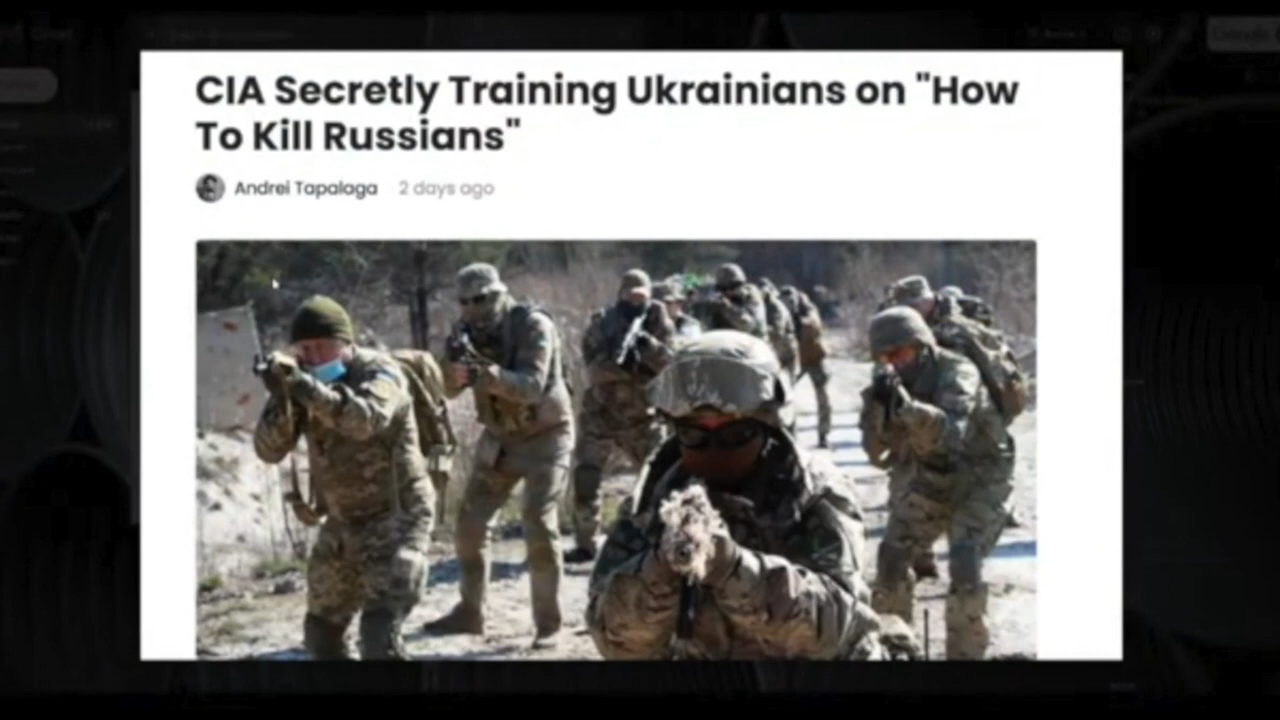 CIA Secretly Training Ukrainians on "How
To Kill Russians"
Andrei Tapalaga 2 days ago